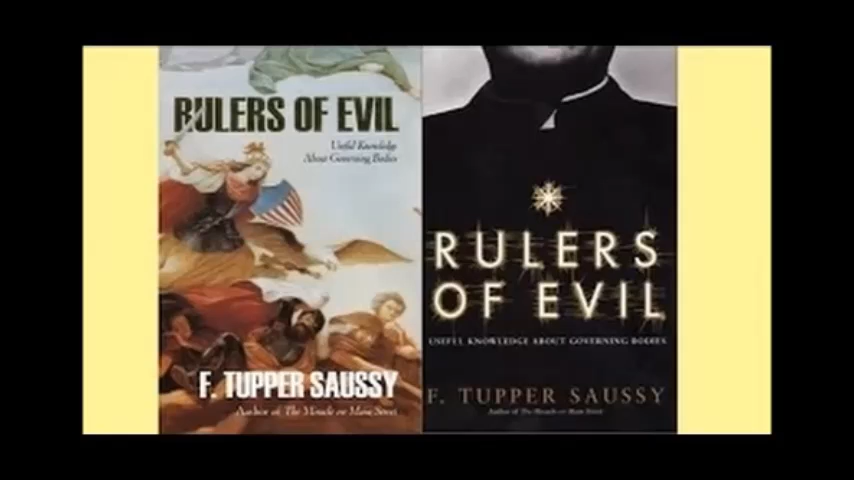 RULERS OF EVIL
Useful Knowledge
About Governing Bodies
F. TUPPER SAUSSY
Author of The Miracle on Main Street
RULERS
OF EVIL
USEFUL KNOWLEDGE ABOUT GOVERNING BODIES
F. TUPPER SAUSSY
Author of The Miracle on Main Street